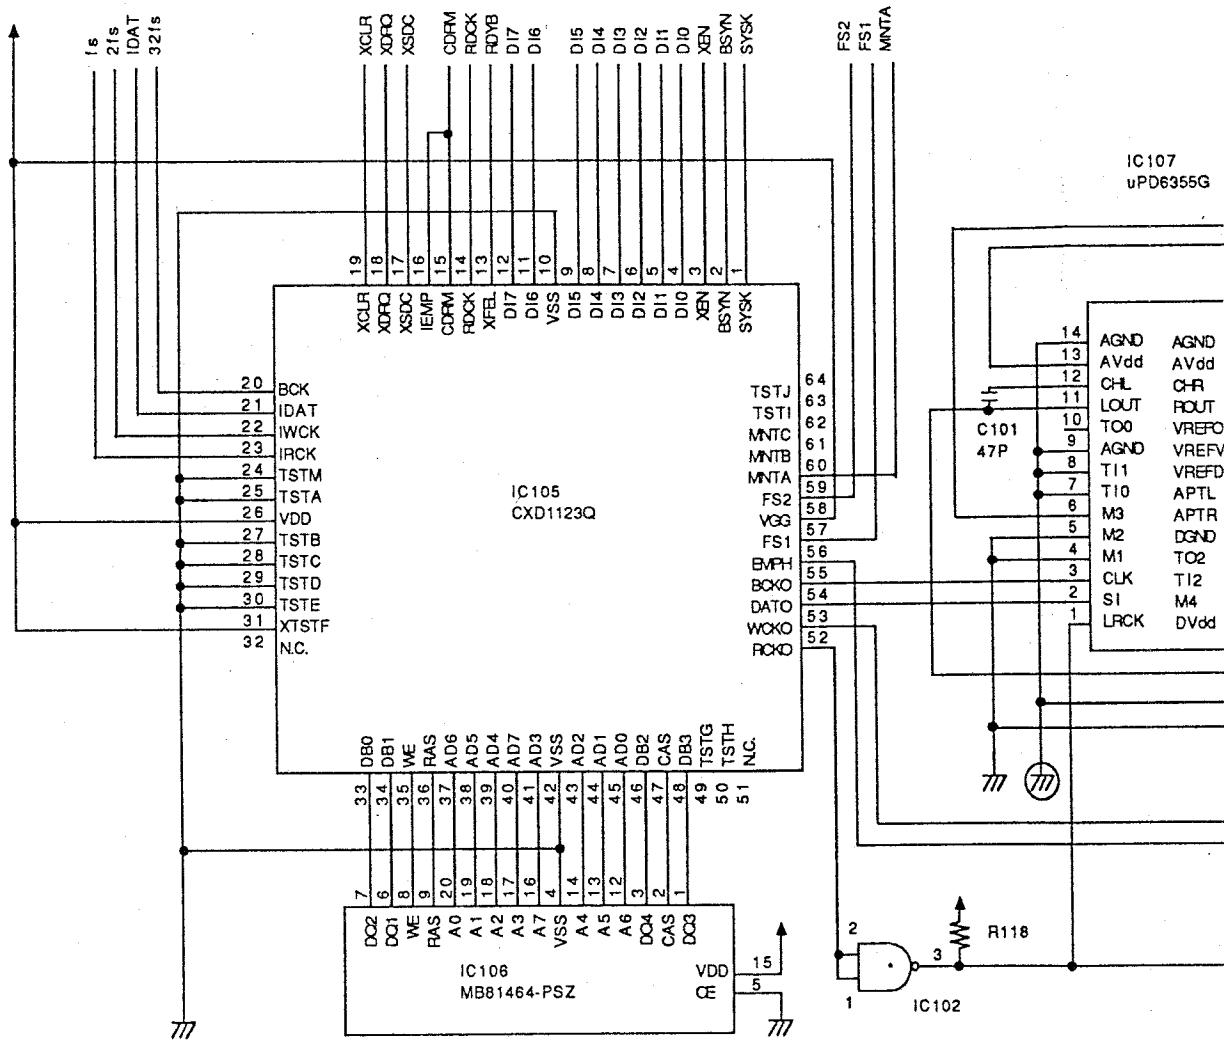 fs
2fs
IDAT
32fs
XCLR
XDRQ
XSDC
CDRM
RDCK
RDYB
DI7
DI6
DI5
DI4
DI3
DI2
DI1
DI0
XEN
BSYN
SYSK
FS2
FS1
MNTA
IC107
uPD6355G
19
18
17
16
15
14
13
12
11
10
9
8
7
6
5
4
3
2
1
XCLR
XDRQ
XSDC
IEMP
CDRM
RDCK
XFEL
DI7
DI6
VSS
DI5
DI4
DI3
DI2
DI1
DI0
XEN
BSYN
SYSK
20 BCK
21 IDAT
22 IWCK
23 IRCK
24 TSTM
25 TSTA
26 VDD
27 TSTB
28 TSTC
29 TSTD
30 TSTE
31 XTSTF
32 N.C.
IC105
CXD1123Q
TSTJ 64
TSTI 63
MNTC 62
MNTB 61
MNTA 60
FS2 59
VGG 58
FS1 57
EMPH 56
BCKO 55
DATO 54
WCKO 53
RCKO 52
C101
47P
14 AGND AGND
13 AVdd AVdd
12 CHL CHR
11 LOUT ROUT
10 TO0 VREFO
9 AGND VREFV
8 TI1 VREFD
7 TI0 APTL
6 M3 APTR
5 M2 DGND
4 M1 TO2
3 CLK TI2
2 SI M4
1 LRCK DVdd
DB0
DB1
WE
RAS
AD6
AD5
AD4
AD7
AD3
VSS
AD2
AD1
AD0
DB2
CAS
DB3
TSTG
TSTH
N.C.
33
34
35
36
37
38
39
40
41
42
43
44
45
46
47
48
49
50
51
7
6
8
9
20
19
18
17
16
4
14
13
12
3
2
1
DQ2
DQ1
WE
RAS
A0
A1
A2
A3
A7
VSS
A4
A5
A6
DQ4
CAS
DQ3
IC106
MB81464-PSZ
VDD 15
CE 5
2
1
3
R118
IC102